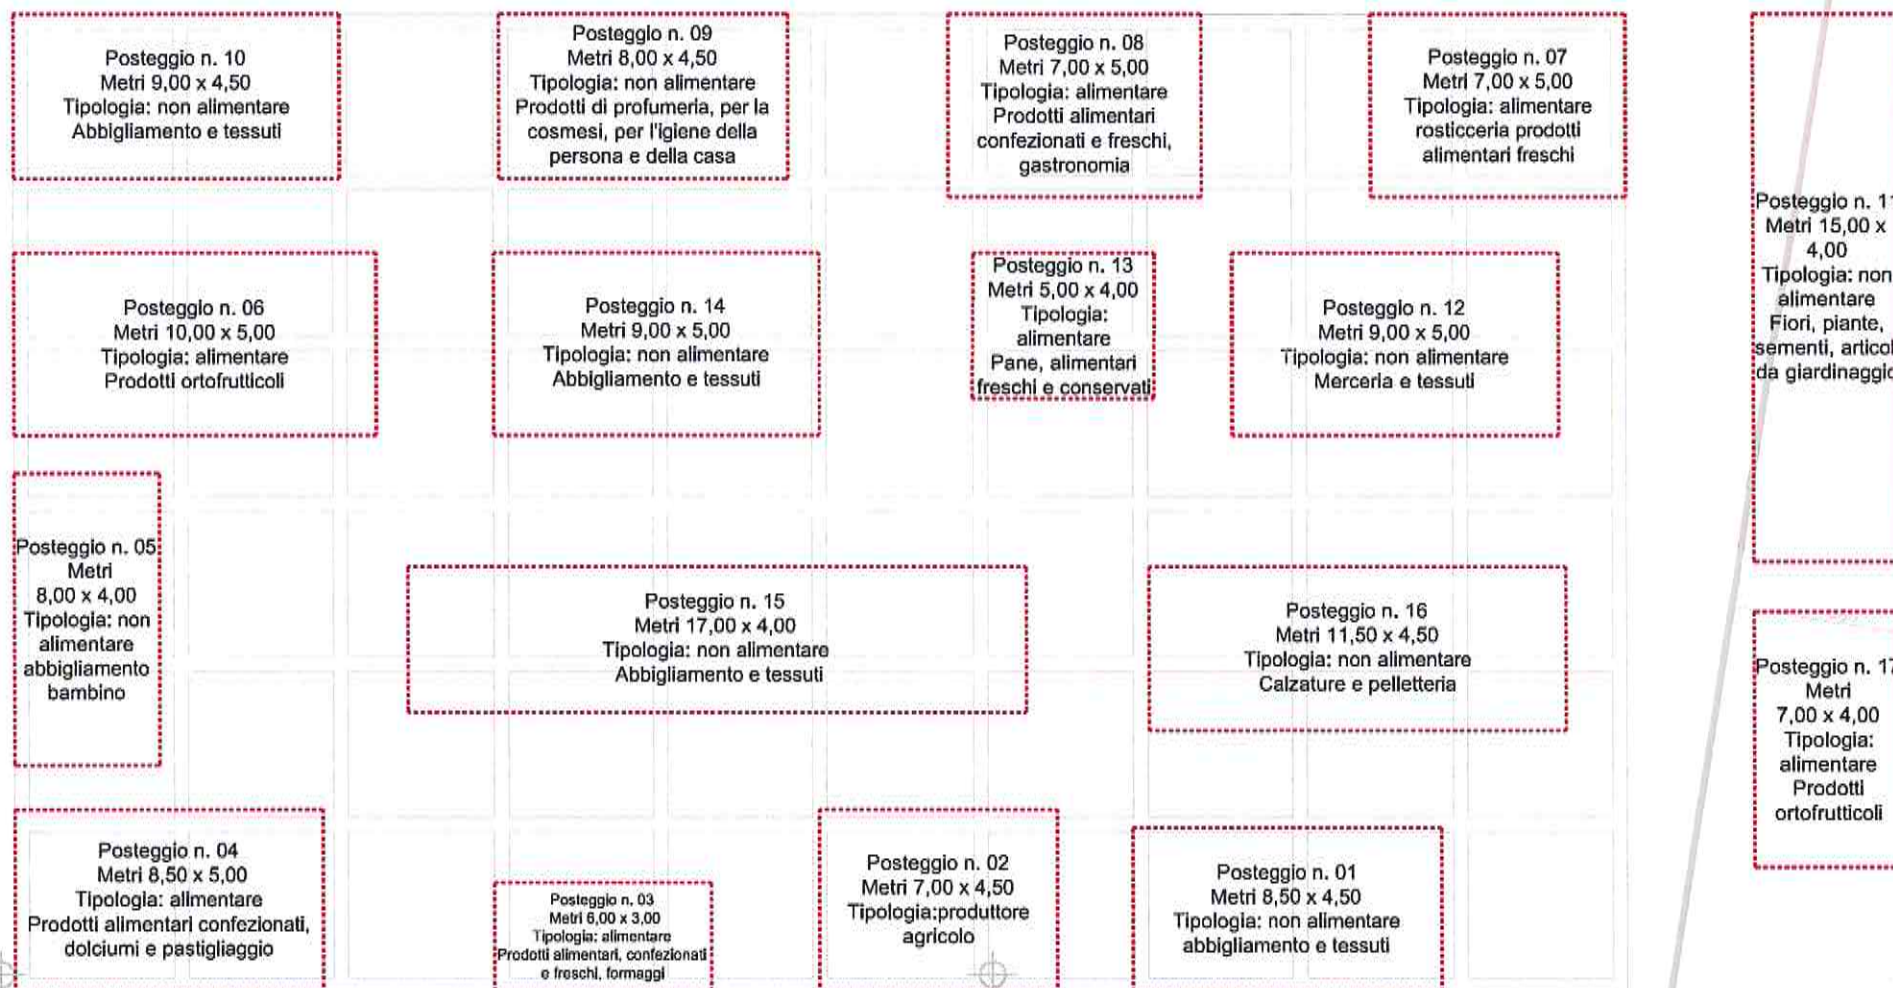 Posteggio n. 10
Metri 9,00 x 4,50
Tipologia: non alimentare
Abbigliamento e tessuti
Posteggio n. 09
Metri 8,00 x 4,50
Tipologia: non alimentare
Prodotti di profumeria, per la
cosmesi, per l'igiene della
persona e della casa
Posteggio n. 08
Metri 7,00 x 5,00
Tipologia: alimentare
Prodotti alimentari
confezionati e freschi,
gastronomia
Posteggio n. 07
Metri 7,00 x 5,00
Tipologia: alimentare
rosticceria prodotti
alimentari freschi
Posteggio n. 11
Metri 15,00 x
4,00
Tipologia: non
alimentare
Fiori, piante,
sementi, articol
da giardinaggio
Posteggio n. 06
Metri 10,00 x 5,00
Tipologia: alimentare
Prodotti ortofrutticoli
Posteggio n. 14
Metri 9,00 x 5,00
Tipologia: non alimentare
Abbigliamento e tessuti
Posteggio n. 13
Metri 5,00 x 4,00
Tipologia:
alimentare
Pane, alimentari
freschi e conservati
Posteggio n. 12
Metri 9,00 x 5,00
Tipologia: non alimentare
Merceria e tessuti
Posteggio n. 05
Metri
8,00 x 4,00
Tipologia: non
alimentare
abbigliamento
bambino
Posteggio n. 15
Metri 17,00 x 4,00
Tipologia: non alimentare
Abbigliamento e tessuti
Posteggio n. 16
Metri 11,50 x 4,50
Tipologia: non alimentare
Calzature e pelletteria
Posteggio n. 17
Metri
7,00 x 4,00
Tipologia:
alimentare
Prodotti
ortofrutticoli
Posteggio n. 04
Metri 8,50 x 5,00
Tipologia: alimentare
Prodotti alimentari confezionati,
dolciumi e pastigliaggio
Posteggio n. 03
Metri 6,00 x 3,00
Tipologia: alimentare
Prodotti alimentari, confezionati
e freschi, formaggi
Posteggio n. 02
Metri 7,00 x 4,50
Tipologia:produttore
agricolo
Posteggio n. 01
Metri 8,50 x 4,50
Tipologia: non alimentare
abbigliamento e tessuti